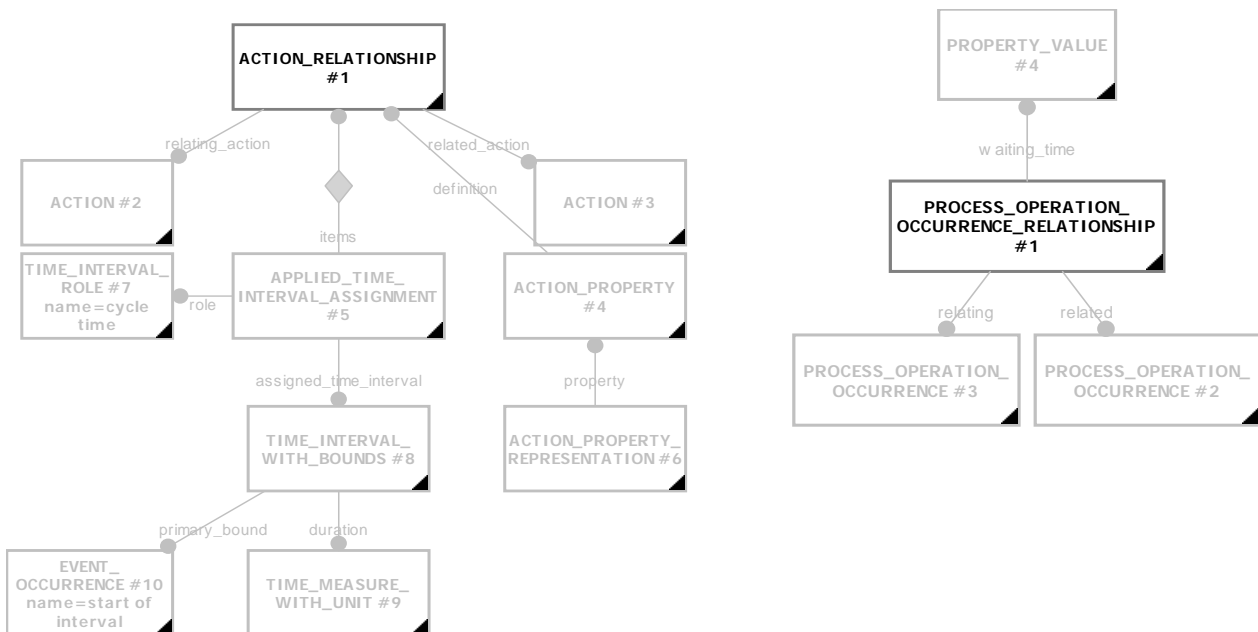 ACTION_RELATIONSHIP
#1
relating_action
related_action
definition
ACTION #2
ACTION #3
items
TIME_INTERVAL_
ROLE #7
name=cycle
time
role
APPLIED_TIME_
INTERVAL_ASSIGNMENT
#5
ACTION_PROPERTY
#4
assigned_time_interval
property
TIME_INTERVAL_
WITH_BOUNDS #8
ACTION_PROPERTY_
REPRESENTATION #6
primary_bound
duration
EVENT_
OCCURRENCE #10
name=start of
interval
TIME_MEASURE_
WITH_UNIT #9
PROPERTY_VALUE
#4
w aiting_time
PROCESS_OPERATION_
OCCURRENCE_RELATIONSHIP
#1
relating
related
PROCESS_OPERATION_
OCCURRENCE #3
PROCESS_OPERATION_
OCCURRENCE #2